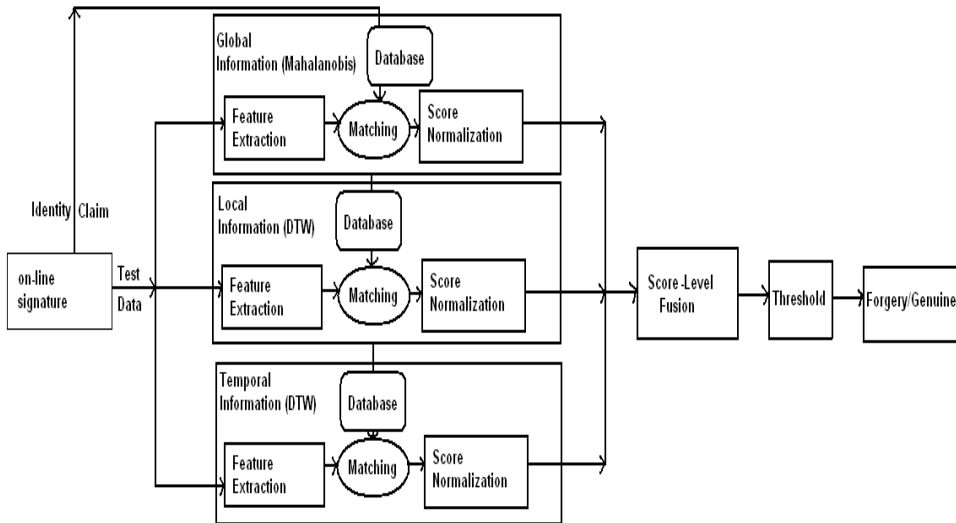 Global
Information (Mahalanobis)
Database
Feature
Extraction
Matching
Score
Normalization
Identity Claim
on-line
signature
Test
Data
Local
Information (DTW)
Database
Feature
Extraction
Matching
Score
Normalization
Score -Level
Fusion
Threshold
Forgery/Genuine
Temporal
Information (DTW)
Database
Feature
Extraction
Matching
Score
Normalization